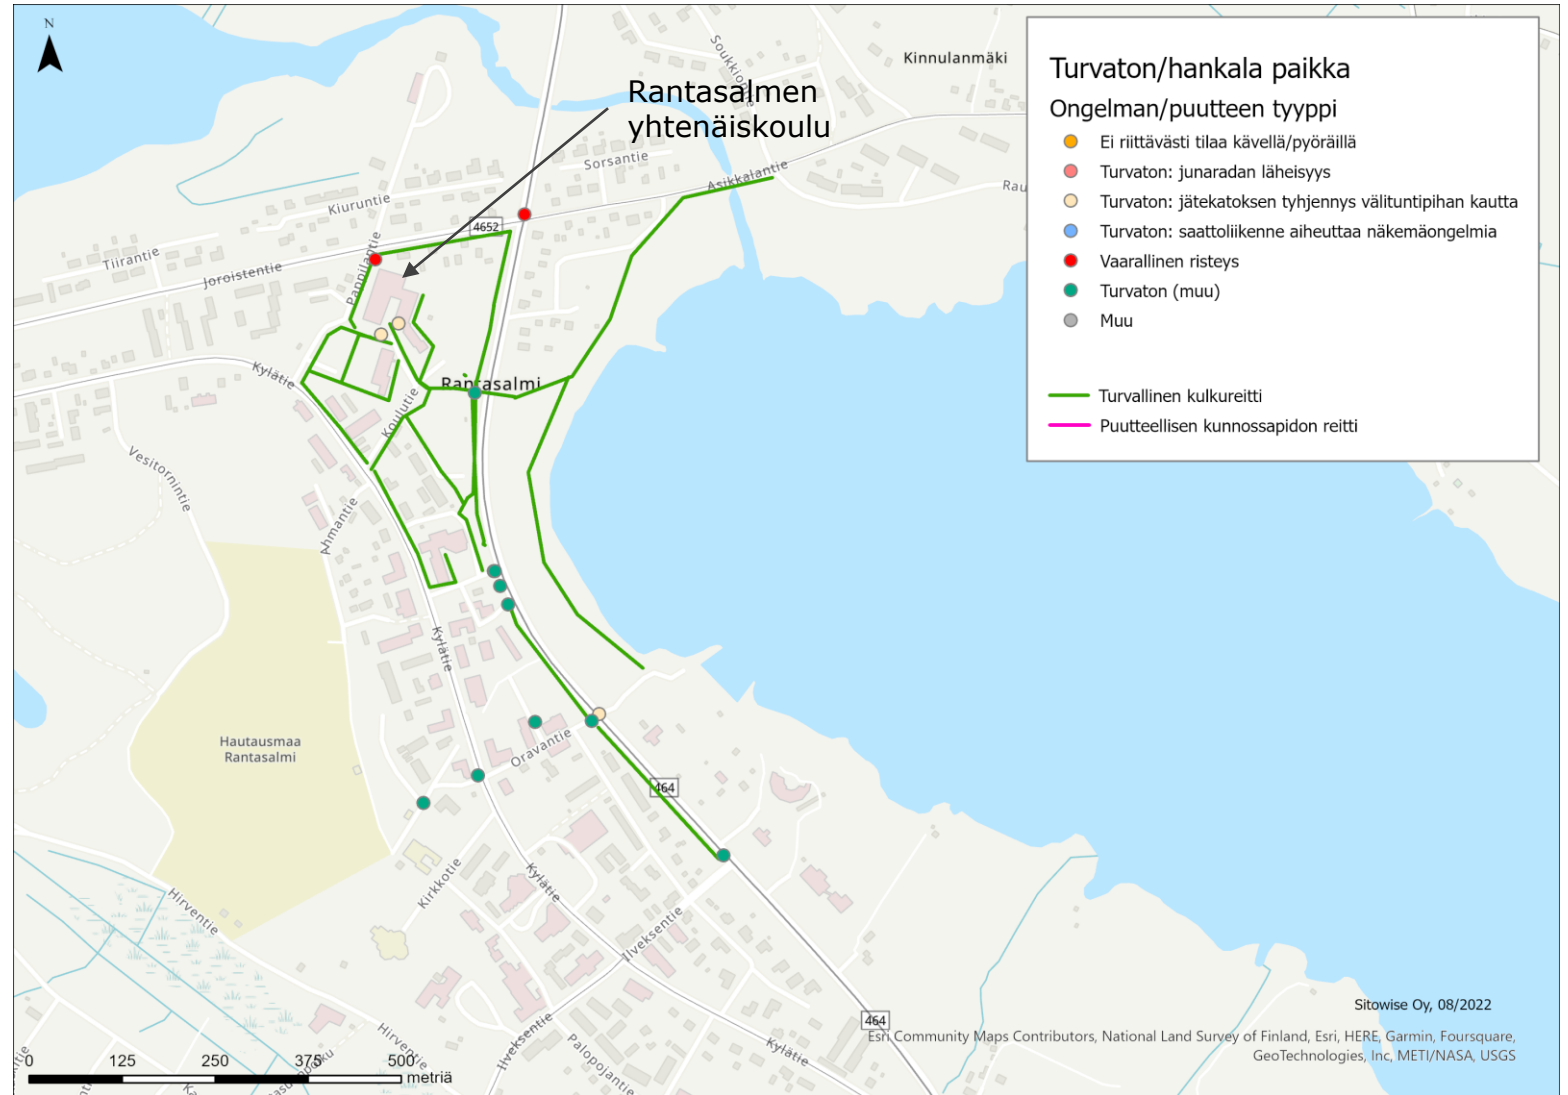 N
Rantasalmen
yhtenäiskoulu
Kinnulanmäki
Soukkiontie
Sorsantie
Asikkalantie
Rau
Kiuruntie
4652
Tiirantie
Joroistentie
Pappilantie
Kylätie
Rantasalmi
Koulutie
Vesitornintie
Ahmantie
Kylätie
Hautausmaa
Rantasalmi
Oravantie
464
Kirkkotie
Kylätie
Hirventie
Ilveksentie
464
Hirventie
Ilveksentie
Palopojantie
Kylätie
Turvaton/hankala paikka
Ongelman/puutteen tyyppi
Ei riittävästi tilaa kävellä/pyöräillä
Turvaton: junaradan läheisyys
Turvaton: jätekatoksen tyhjennys välituntipihan kautta
Turvaton: saattoliikenne aiheuttaa näkemäongelmia
Vaarallinen risteys
Turvaton (muu)
Muu
Turvallinen kulkureitti
Puutteellisen kunnossapidon reitti
0 125 250 375 500
metriä
Sitowise Oy, 08/2022
Esri Community Maps Contributors, National Land Survey of Finland, Esri, HERE, Garmin, Foursquare,
GeoTechnologies, Inc, METI/NASA, USGS